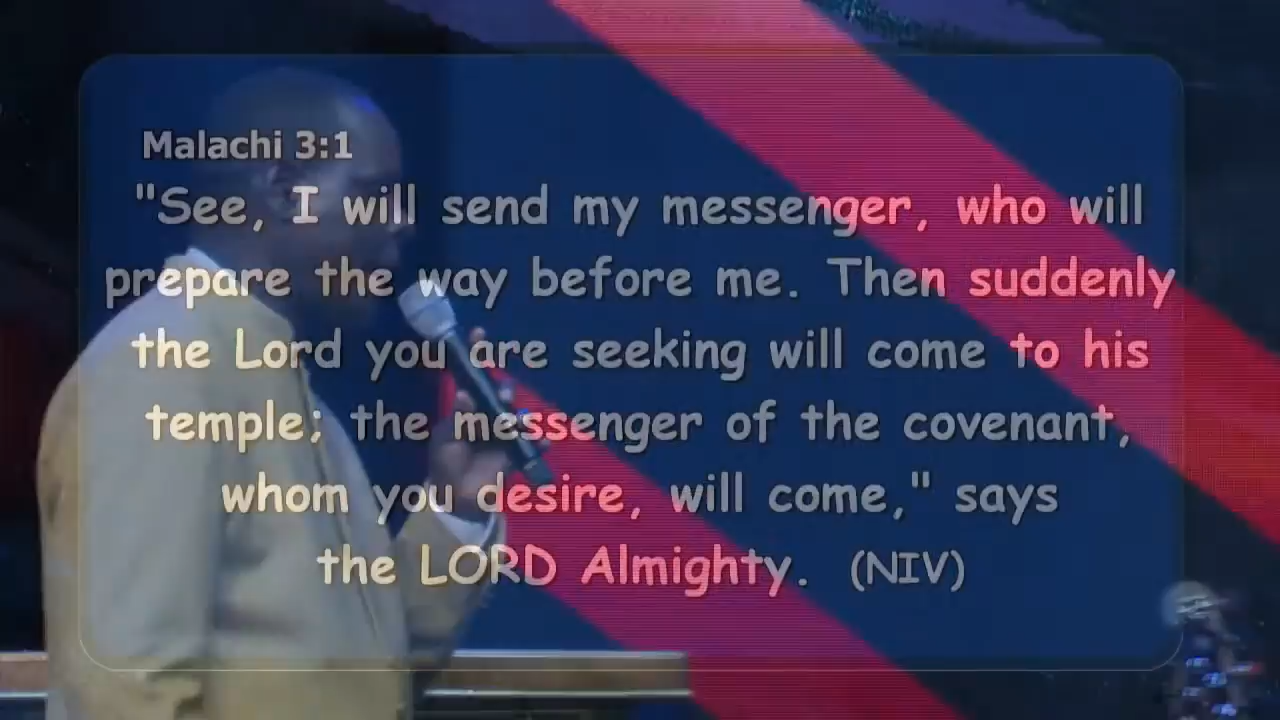 Malachi 3:1
"See, I will send my messenger, who will
prepare the way before me. Then suddenly
the Lord you are seeking will come to his
temple; the messenger of the covenant,
whom you desire, will come," says
the LORD Almighty. (NIV)